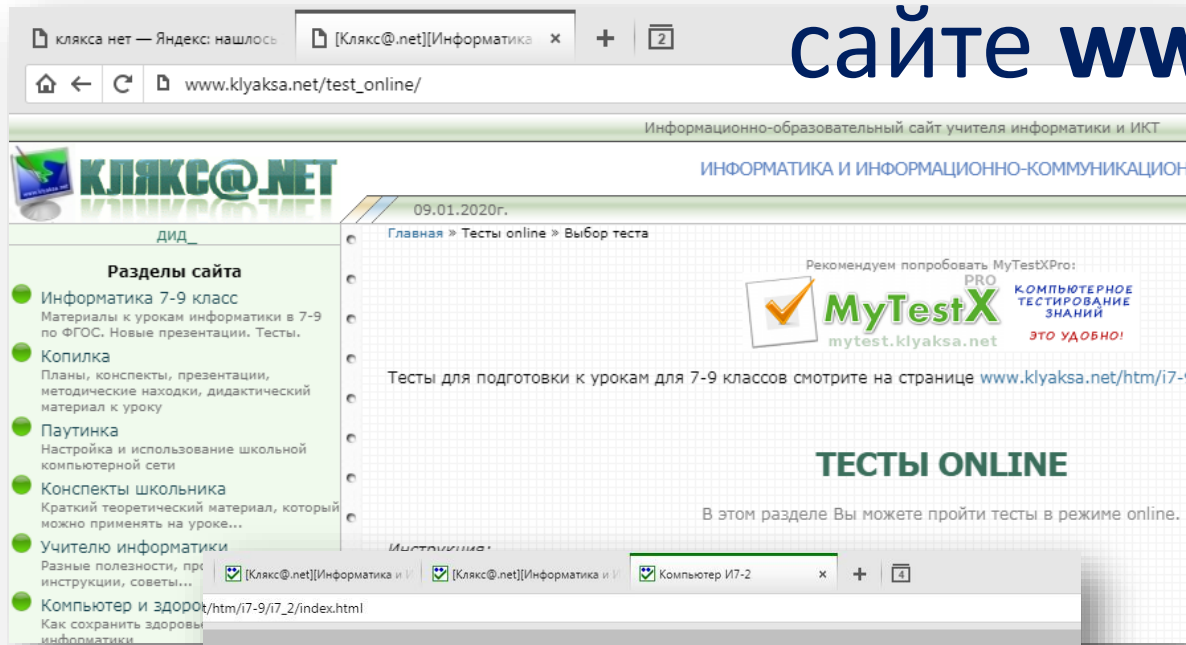 сайте ww
клякса нет — Яндекс: нашлось
[Клякс@.net][Информатика
2
www.klyaksa.net/test_online/
Информационно-образовательный сайт учителя информатики и ИКТ
КЛЯКС@.NET
ИНФОРМАТИКА И ИНФОРМАЦИОННО-КОММУНИКАЦИОН
09.01.2020г.
дид_
Главная » Тесты online » Выбор теста
Разделы сайта
Информатика 7-9 класс
Материалы к урокам информатики в 7-9
по ФГОС. Новые презентации. Тесты.
Копилка
Планы, конспекты, презентации,
методические находки, дидактический
материал к уроку
Паутинка
Настройка и использование школьной
компьютерной сети
Конспекты школьника
Краткий теоретический материал, который
можно применять на уроке...
Учителю информатики
Разные полезности, про
инструкции, советы...
Компьютер и здоров
Как сохранить здоровье
информатики
Рекомендуем попробовать MyTestXPro:
PRO
MyTestX
mytest.klyaksa.net
КОМПЬЮТЕРНОЕ
ТЕСТИРОВАНИЕ
ЗНАНИЙ
ЭТО УДОБНО!
Тесты для подготовки к урокам для 7-9 классов смотрите на странице www.klyaksa.net/htm/i7-9
ТЕСТЫ ONLINE
В этом разделе Вы можете пройти тесты в режиме online.
Инструкция:
[Клякс@.net][Информатика и И
[Клякс@.net][Информатика и И
Компьютер И7-2
4
t/htm/i7-9/i7_2/index.html